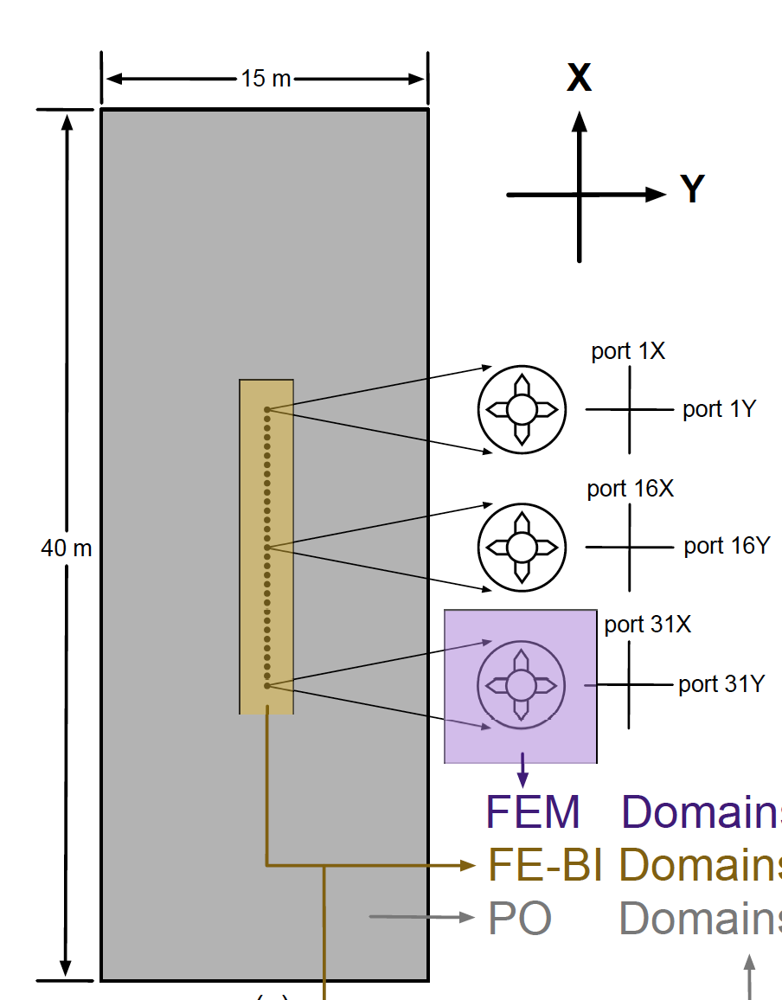 15 m
X
Y
port 1X
port 1Y
port 16X
40 m
port 16Y
port 31X
port 31Y
FEM Domains
FE-BI Domains
PO Domains